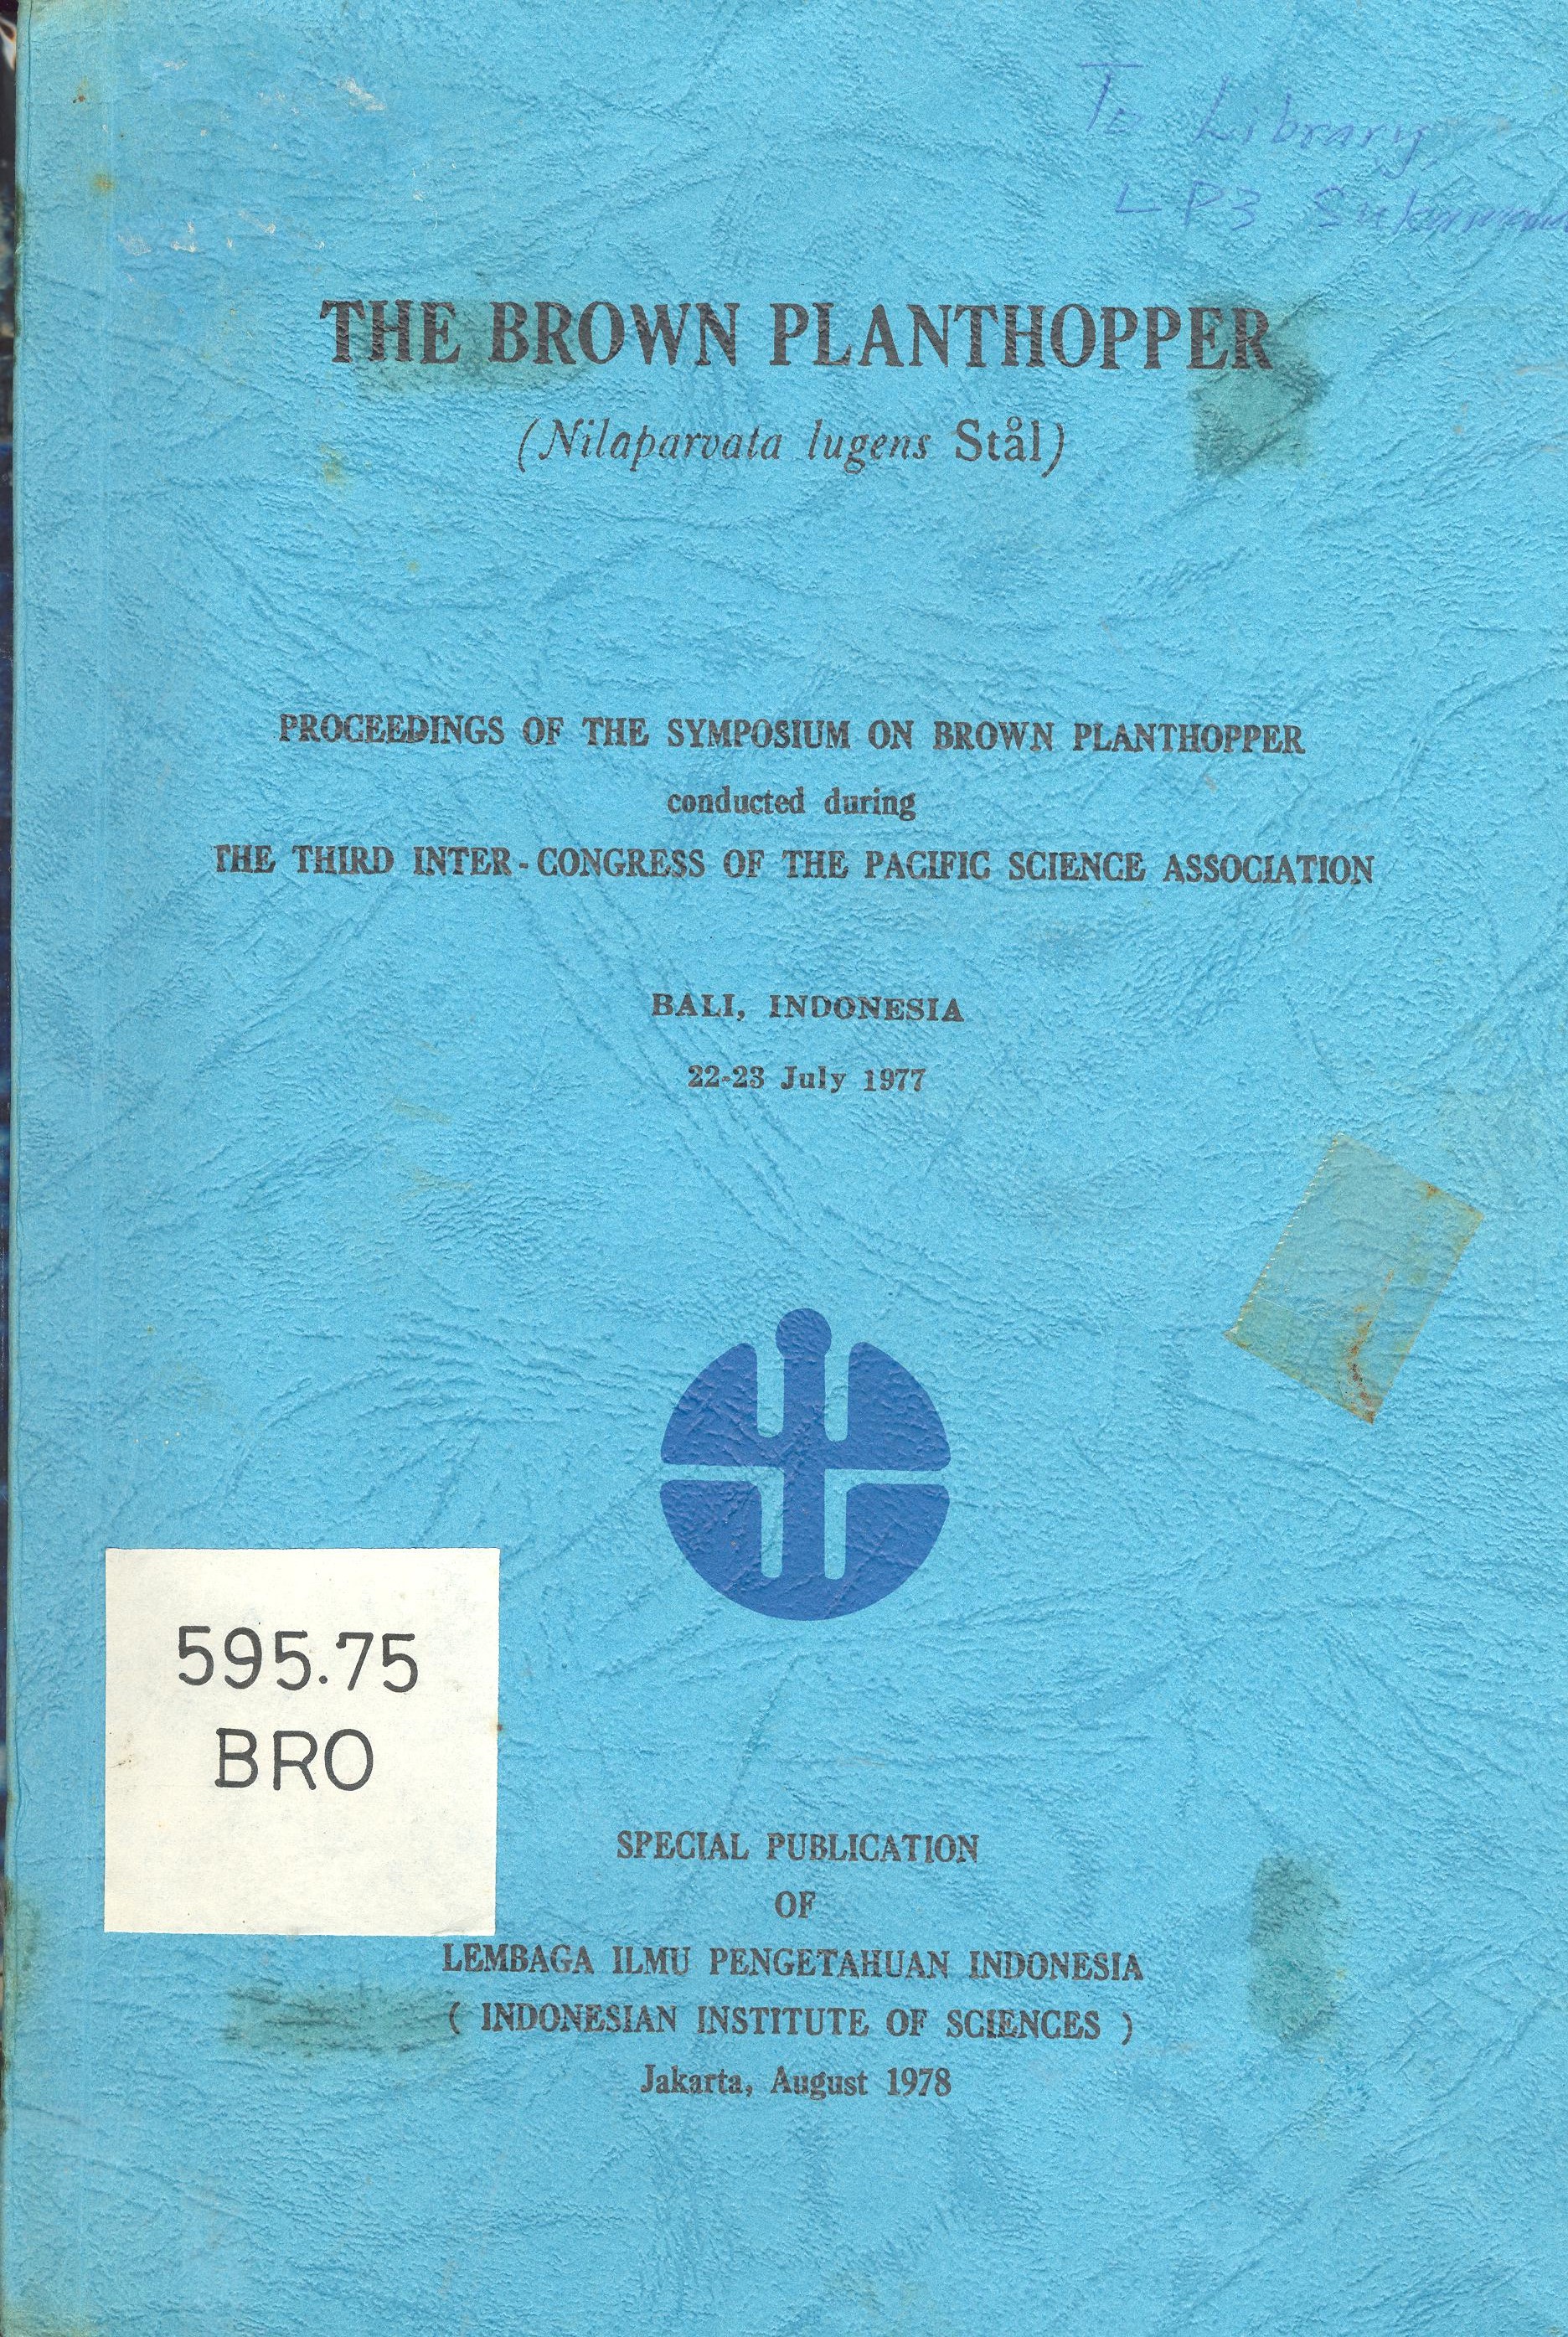 To Library
LP3
THE BROWN PLANTHOPPER
(Nilaparvata lugens Stål)
PROCEEDINGS OF THE SYMPOSIUM ON BROWN PLANTHOPPER
conducted during
THE THIRD INTER-CONGRESS OF THE PACIFIC SCIENCE ASSOCIATION
BALI, INDONESIA
22-23 July 1977
595.75
BRO
SPECIAL PUBLICATION
OF
LEMBAGA ILMU PENGETAHUAN INDONESIA
( INDONESIAN INSTITUTE OF SCIENCES )
Jakarta, August 1978